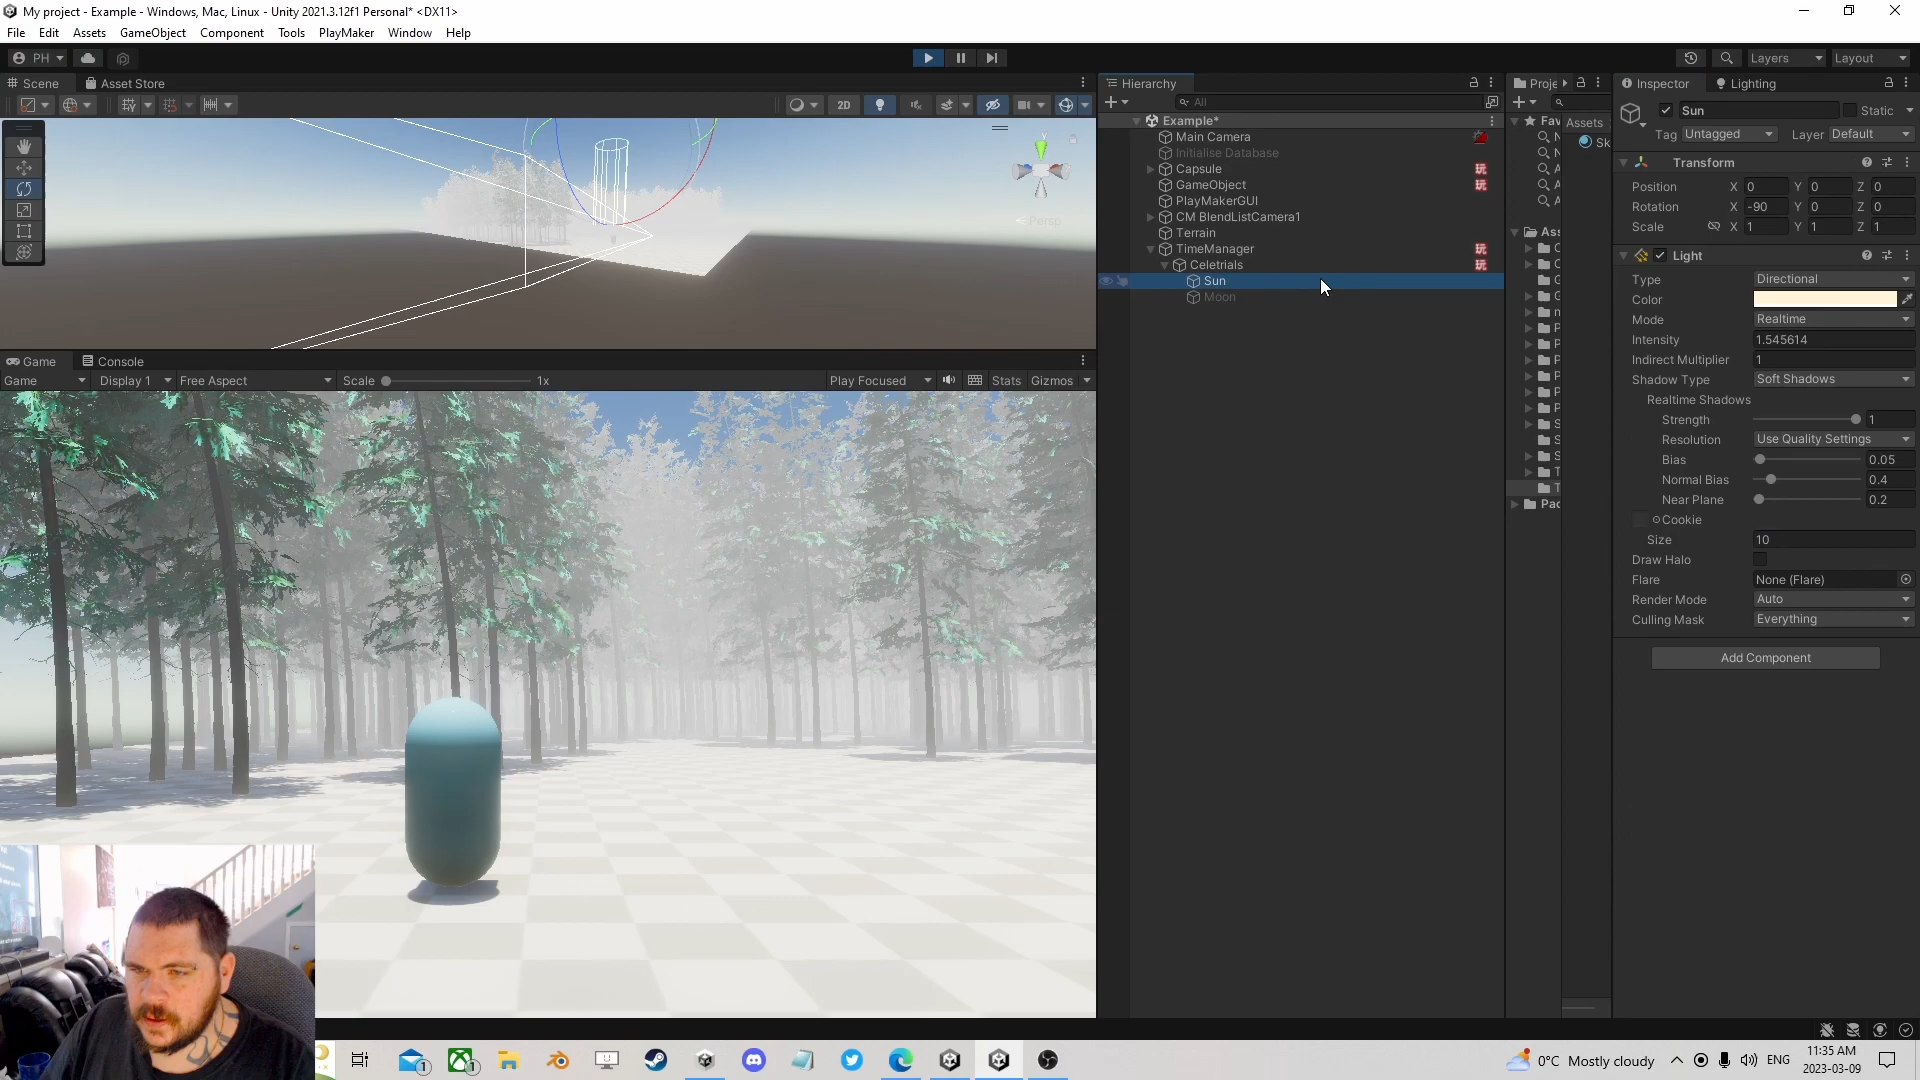 My project - Example - Windows, Mac, Linux - Unity 2021.3.12f1 Personal* <DX11>
File Edit Assets GameObject Component Tools PlayMaker Window Help
PH
Layers
Layout
Scene
Asset Store
2D
Persp
Game
Console
Game
Display 1
Free Aspect
Scale
1x
Play Focused
Stats
Gizmos
Hierarchy
All
Example*
Main Camera
Initialise Database
Capsule
GameObject
PlayMakerGUI
CM BlendListCamera1
Terrain
TimeManager
Celetrials
Sun
Moon
Proje
Fav
Ass
Pac
Assets
Sk
Inspector
Lighting
Sun
Static
Tag Untagged
Layer Default
Transform
Position X 0 Y 0 Z 0
Rotation X -90 Y 0 Z 0
Scale X 1 Y 1 Z 1
Light
Type Directional
Color
Mode Realtime
Intensity 1.545614
Indirect Multiplier 1
Shadow Type Soft Shadows
Realtime Shadows
Strength 1
Resolution Use Quality Settings
Bias 0.05
Normal Bias 0.4
Near Plane 0.2
Cookie
Size 10
Draw Halo
Flare None (Flare)
Render Mode Auto
Culling Mask Everything
Add Component
0°C Mostly cloudy
ENG
11:35 AM
2023-03-09